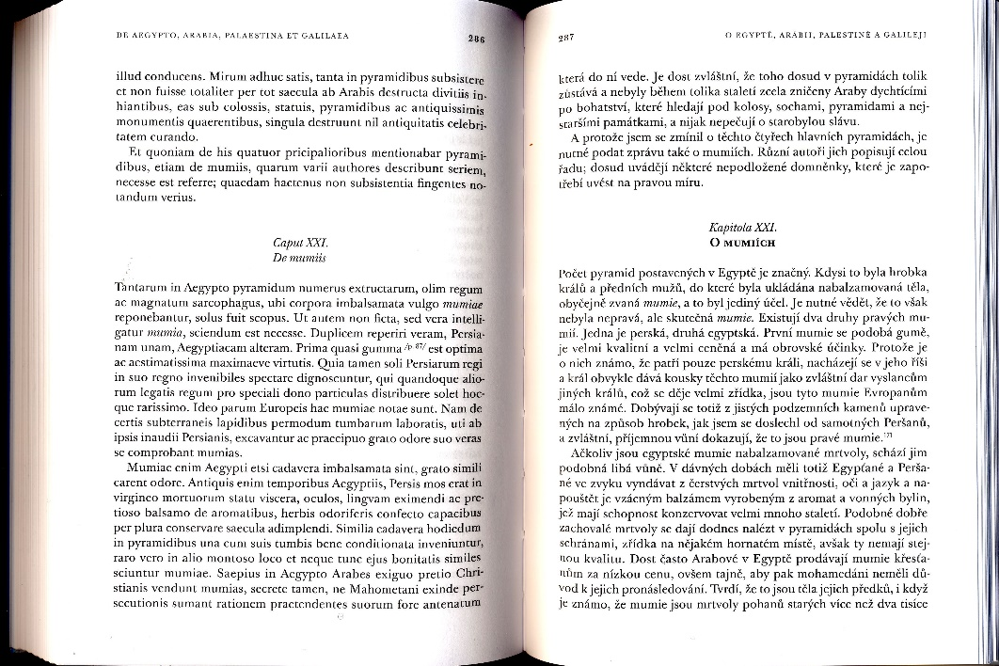 DE AEGYPTO, ARABIA, PALAESTINA ET GALILAEA
286
illud conducens. Mirum adhuc satis, tanta in pyramidibus subsistere
et non fuisse totaliter per tot saecula ab Arabis destructa divitiis in-
hiantibus, eas sub colossis, statuis, pyramidibus ac antiquissimis
monumentis quaerentibus, singula destruunt nil antiquitatis celebri-
tatem curando.
Et quoniam de his quatuor pricipalioribus mentionabar pyrami-
dibus, etiam de mumiis, quarum varii authores describunt seriem,
necesse est referre; quaedam hactenus non subsistentia fingentes no-
tandum verius.
Caput XXI.
De mumiis
Tantarum in Aegypto pyramidum numerus extructarum, olim regum
ac magnatum sarcophagus, ubi corpora imbalsamata vulgo mumiae
reponebantur, solus fuit scopus. Ut autem non ficta, sed vera intelli-
gatur mumia, sciendum est necesse. Duplicem reperiri veram, Persia-
nam unam, Aegyptiacam alteram. Prima quasi gumma /p 87/ est optima
ac aestimatissima maximaeve virtutis. Quia tamen soli Persiarum regi
in suo regno invenibiles spectare dignoscuntur, qui quandoque alio-
rum legatis regum pro speciali dono particulas distribuere solet hoc-
que rarissimo. Ideo parum Europeis hac mumiae notae sunt. Nam de
certis subterraneis lapidibus permodum tumbarum laboratis, uti ab
ipsis inaudii Persianis, excavantur ac praecipuo grato odore suo veras
se comprobant mumias.
Mumiae enim Aegypti etsi cadavera imbalsamata sint, grato simili
carent odore. Antiquis enim temporibus Aegyptiis, Persis mos erat in
virgineo mortuorum statu viscera, oculos, lingvam eximendi ac pre-
tioso balsamo de aromatibus, herbis odoriferis confecto capacibus
per plura conservare saecula adimplendi. Similia cadavera hodiedum
in pyramidibus una cum suis tumbis bene conditionata inveniuntur,
raro vero in alio montoso loco et neque tunc ejus bonitatis similes
sciuntur mumiae. Saepius in Aegypto Arabes exiguo pretio Chri-
stianis vendunt mumias, secrete tamen, ne Mahometani exinde per-
secutionis sumant rationem praetendentes suorum fore antenatum
287
O EGYPTĚ, ARÁBII, PALESTINĚ A GALILEJI
která do ní vede. Je dost zvláštní, že toho dosud v pyramidách tolik
zůstává a nebyly během tolika staletí zcela zničeny Araby dychtícími
po bohatství, které hledají pod kolosy, sochami, pyramidami a nej-
staršími památkami, a nijak nepečují o starobylou slávu.
A protože jsem se zmínil o těchto čtyřech hlavních pyramidách, je
nutné podat zprávu také o mumiích. Různí autoři jich popisují celou
řadu; dosud uvádějí některé nepodložené domněnky, které je zapo-
třebí uvést na pravou míru.
Kapitola XXI.
O MUMIÍCH
Počet pyramid postavených v Egyptě je značný. Kdysi to byla hrobka
králů a předních mužů, do které byla ukládána nabalzamovaná těla,
obyčejně zvaná mumie, a to byl jediný účel. Je nutné vědět, že to však
nebyla nepravá, ale skutečná mumie. Existují dva druhy pravých mu-
mií. Jedna je perská, druhá egyptská. První mumie se podobá gumě,
je velmi kvalitní a velmi ceněná a má obrovské účinky. Protože je
o nich známo, že patří pouze perskému králi, nacházejí se v jeho říši
a král obvykle dává kousky těchto mumií jako zvláštní dar vyslancům
jiných králů, což se děje velmi zřídka, jsou tyto mumie Evropanům
málo známé. Dobývají se totiž z jistých podzemních kamenů uprave-
ných na způsob hrobek, jak jsem se doslechl od samotných Peršanů,
a zvláštní, příjemnou vůní dokazují, že to jsou pravé mumie.171
Ačkoliv jsou egyptské mumie nabalzamované mrtvoly, schází jim
podobná libá vůně. V dávných dobách měli totiž Egypťané a Perša-
né ve zvyku vyndávat z čerstvých mrtvol vnitřnosti, oči a jazyk a na-
pouštět je vzácným balzámem vyrobeným z aromat a vonných bylin,
jež mají schopnost konzervovat velmi mnoho staletí. Podobné dobře
zachovalé mrtvoly se dají dodnes nalézt v pyramidách spolu s jejich
schránami, zřídka na nějakém hornatém místě, avšak ty nemají stej-
nou kvalitu. Dost často Arabové v Egyptě prodávají mumie křesťa-
nům za nízkou cenu, ovšem tajně, aby pak mohamedáni neměli dů-
vod k jejich pronásledování. Tvrdí, že to jsou těla jejich předků, i když
je známo, že mumie jsou mrtvoly pohanů starých více než dva tisíce